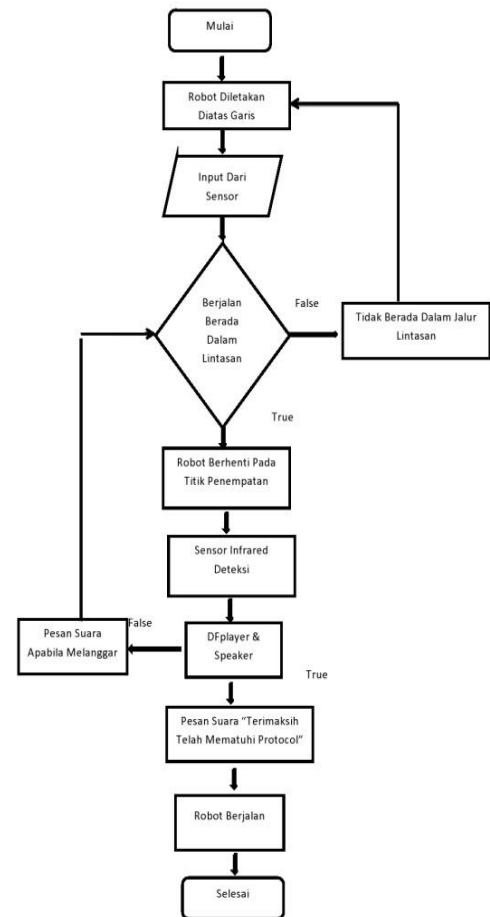 Mulai
Robot Diletakan
Diatas Garis
Input Dari
Sensor
Berjalan
Berada
Dalam
Lintasan
False
Tidak Berada Dalam Jalur
Lintasan
True
Robot Berhenti Pada
Titik Penempatan
Sensor Infrared
Deteksi
DFplayer &
Speaker
False
Pesan Suara
Apabila Melanggar
True
Pesan Suara “Terimaksih
Telah Mematuhi Protocol”
Robot Berjalan
Selesai